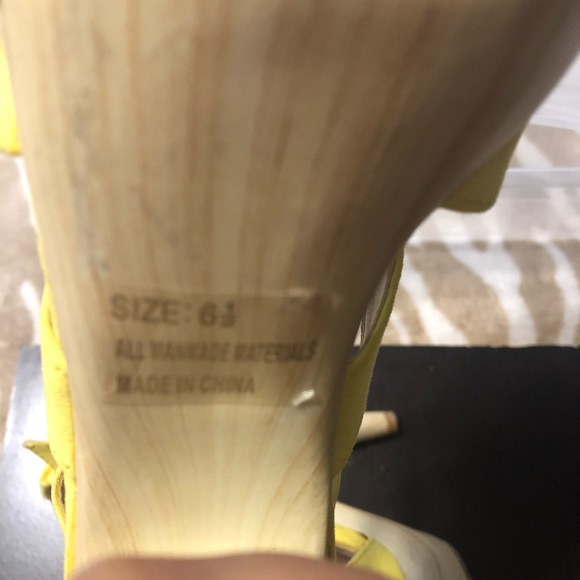 SIZE: 6½
ALL MANMADE MATERIALS
MADE IN CHINA